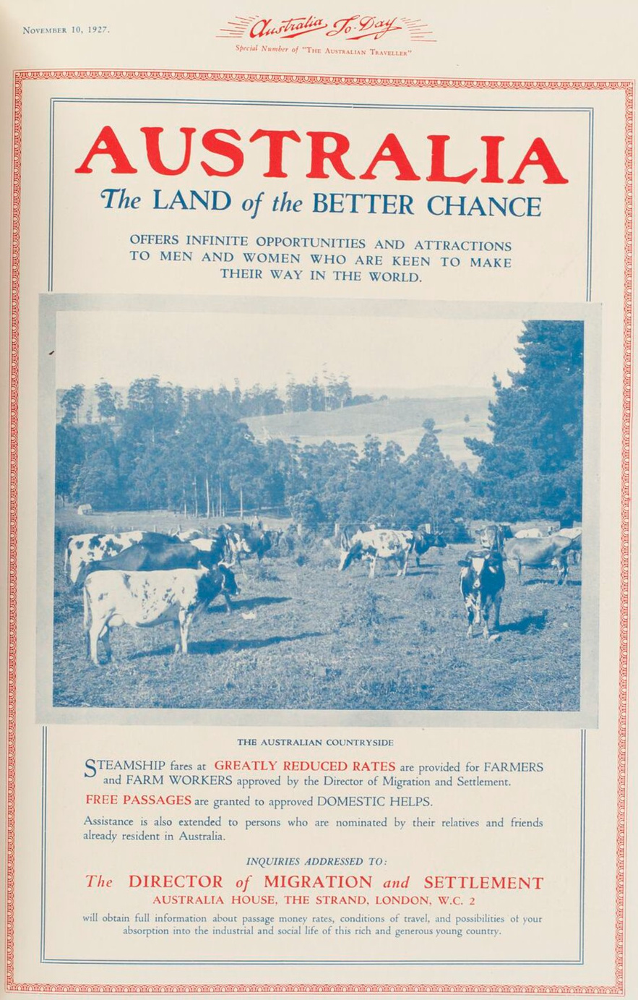 November 10, 1927.
Australia To-Day
Special Number of "The Australian Traveller"
AUSTRALIA
The LAND of the BETTER CHANCE
OFFERS INFINITE OPPORTUNITIES AND ATTRACTIONS
TO MEN AND WOMEN WHO ARE KEEN TO MAKE
THEIR WAY IN THE WORLD.
THE AUSTRALIAN COUNTRYSIDE
STEAMSHIP fares at GREATLY REDUCED RATES are provided for FARMERS
and FARM WORKERS approved by the Director of Migration and Settlement.
FREE PASSAGES are granted to approved DOMESTIC HELPS.
Assistance is also extended to persons who are nominated by their relatives and friends
already resident in Australia.
INQUIRIES ADDRESSED TO:
The DIRECTOR of MIGRATION and SETTLEMENT
AUSTRALIA HOUSE, THE STRAND, LONDON, W.C. 2
will obtain full information about passage money rates, conditions of travel, and possibilities of your
absorption into the industrial and social life of this rich and generous young country.